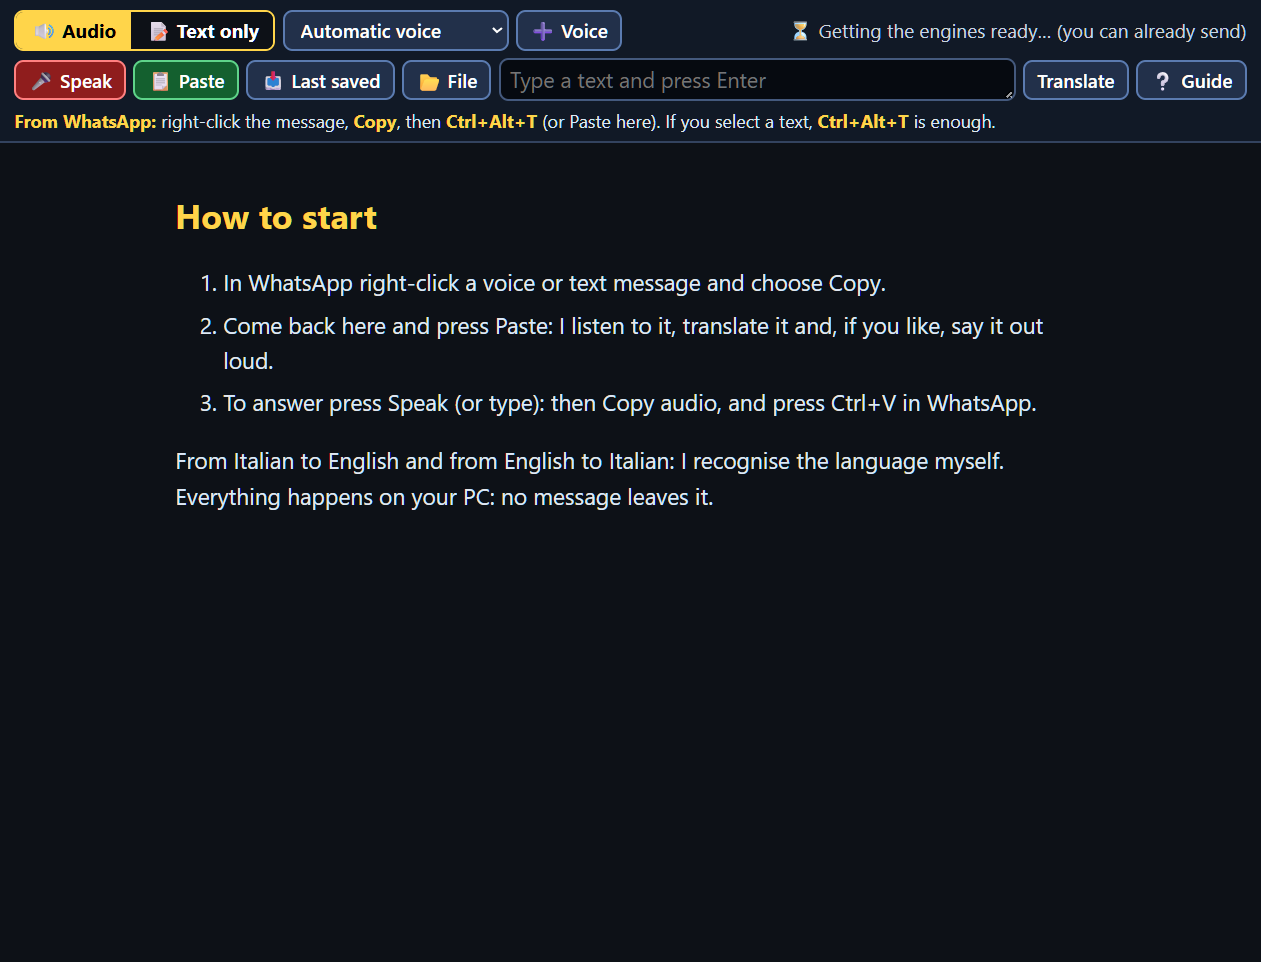 Audio Text only Automatic voice Voice Getting the engines ready... (you can already send)
Speak Paste Last saved File Type a text and press Enter Translate Guide
From WhatsApp: right-click the message, Copy, then Ctrl+Alt+T (or Paste here). If you select a text, Ctrl+Alt+T is enough.
How to start
1. In WhatsApp right-click a voice or text message and choose Copy.
2. Come back here and press Paste: I listen to it, translate it and, if you like, say it out
loud.
3. To answer press Speak (or type): then Copy audio, and press Ctrl+V in WhatsApp.
From Italian to English and from English to Italian: I recognise the language myself.
Everything happens on your PC: no message leaves it.